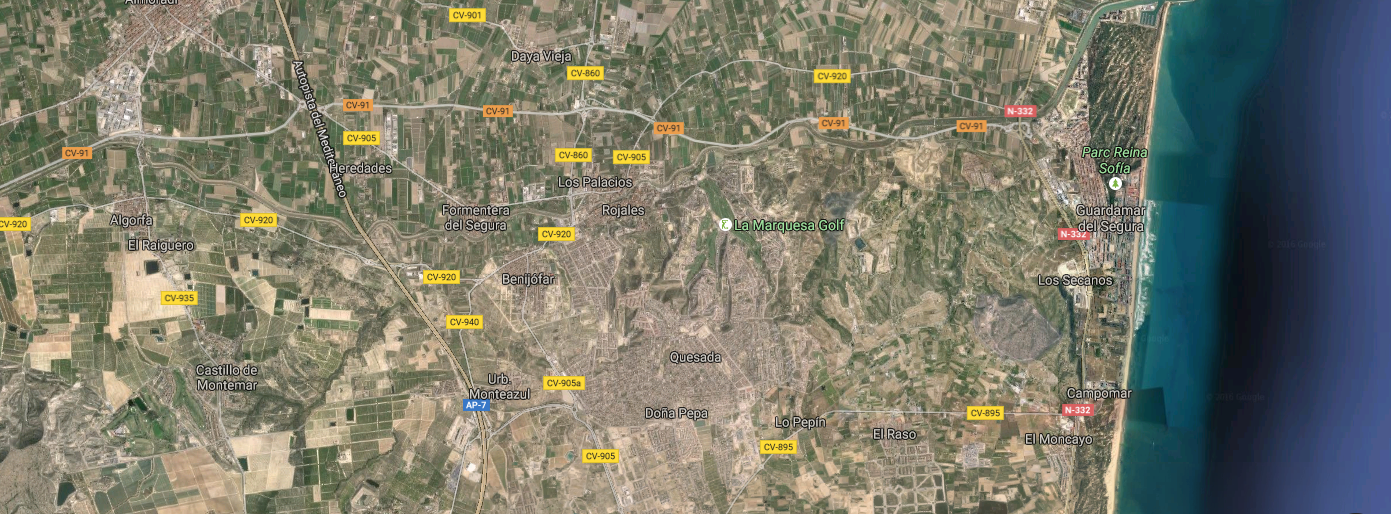 Almoradí
CV-901
Daya Vieja
CV-860
CV-920
Autopista del Mediterráneo
CV-91
CV-91
N-332
CV-91
CV-91
CV-91
CV-905
CV-91
CV-860
CV-905
Heredades
Parc Reina
Sofía
Los Palacios
Formentera
del Segura
Rojales
La Marquesa Golf
Guardamar
del Segura
CV-920
Algorfa
CV-920
CV-920
N-332
El Raiguero
CV-920
Benijófar
Los Secanos
CV-935
CV-940
Quesada
Castillo de
Montemar
Urb.
Monteazul
CV-905a
AP-7
Doña Pepa
Campomar
CV-895
N-332
Lo Pepín
El Raso
El Moncayo
CV-895
CV-905